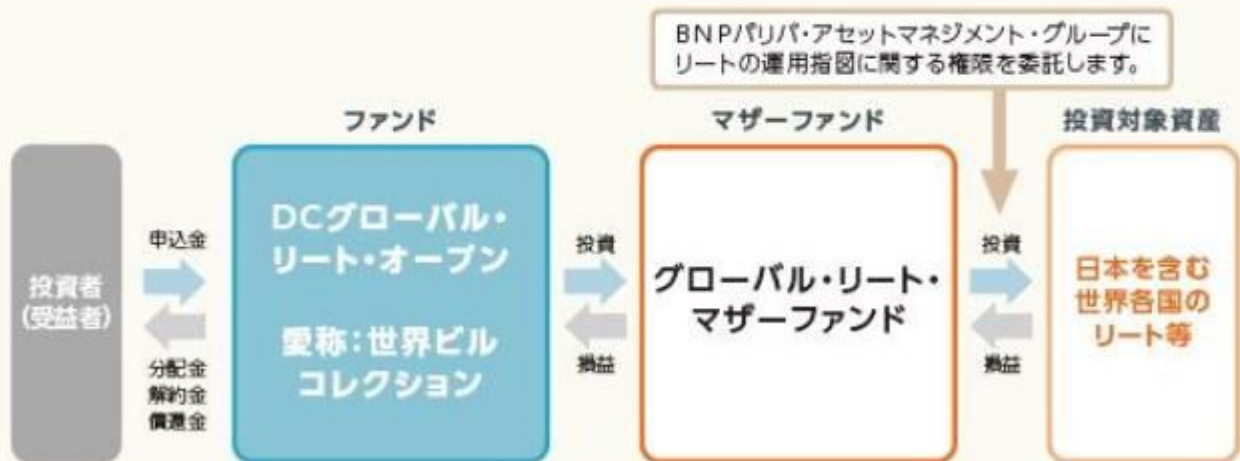 BNPパリバ・アセットマネジメント・グループに
リートの運用指図に関する権限を委託します。
ファンド
マザーファンド
投資対象資産
投資者
(受益者)
申込金
分配金
解約金
償還金
DCグローバル・
リート・オープン
愛称:世界ビル
コレクション
投資
損益
グローバル・リート・
マザーファンド
投資
損益
日本を含む
世界各国の
リート等